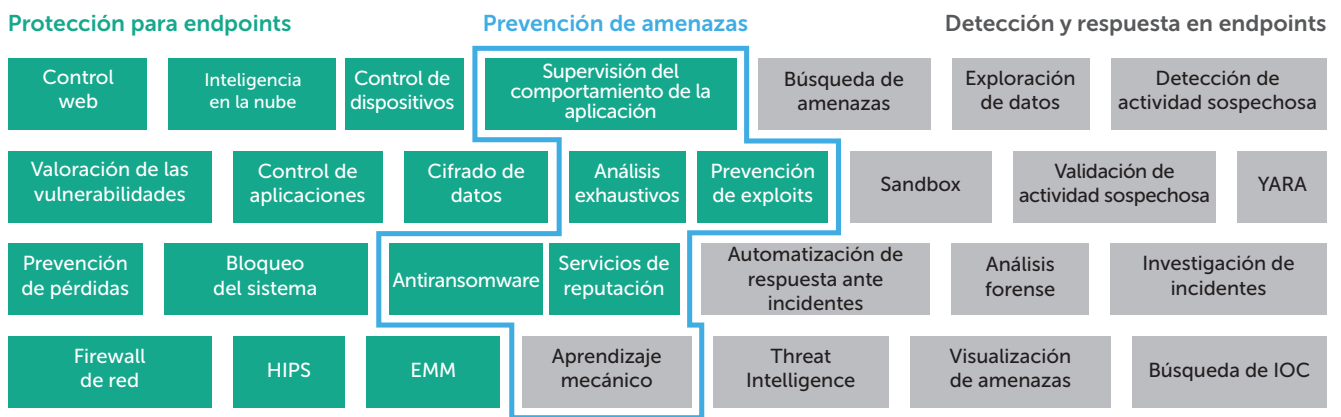 Protección para endpoints
Prevención de amenazas
Detección y respuesta en endpoints
Control
web
Inteligencia
en la nube
Control de
dispositivos
Supervisión del
comportamiento de la
aplicación
Búsqueda de
amenazas
Exploración
de datos
Detección de
actividad sospechosa
Valoración de las
vulnerabilidades
Control de
aplicaciones
Cifrado de
datos
Análisis
exhaustivos
Prevención
de exploits
Sandbox
Validación de
actividad sospechosa
YARA
Prevención
de pérdidas
Bloqueo
del sistema
Antiransomware
Servicios de
reputación
Automatización de
respuesta ante
incidentes
Análisis
forense
Investigación de
incidentes
Firewall
de red
HIPS
EMM
Aprendizaje
mecánico
Threat
Intelligence
Visualización
de amenazas
Búsqueda de IOC